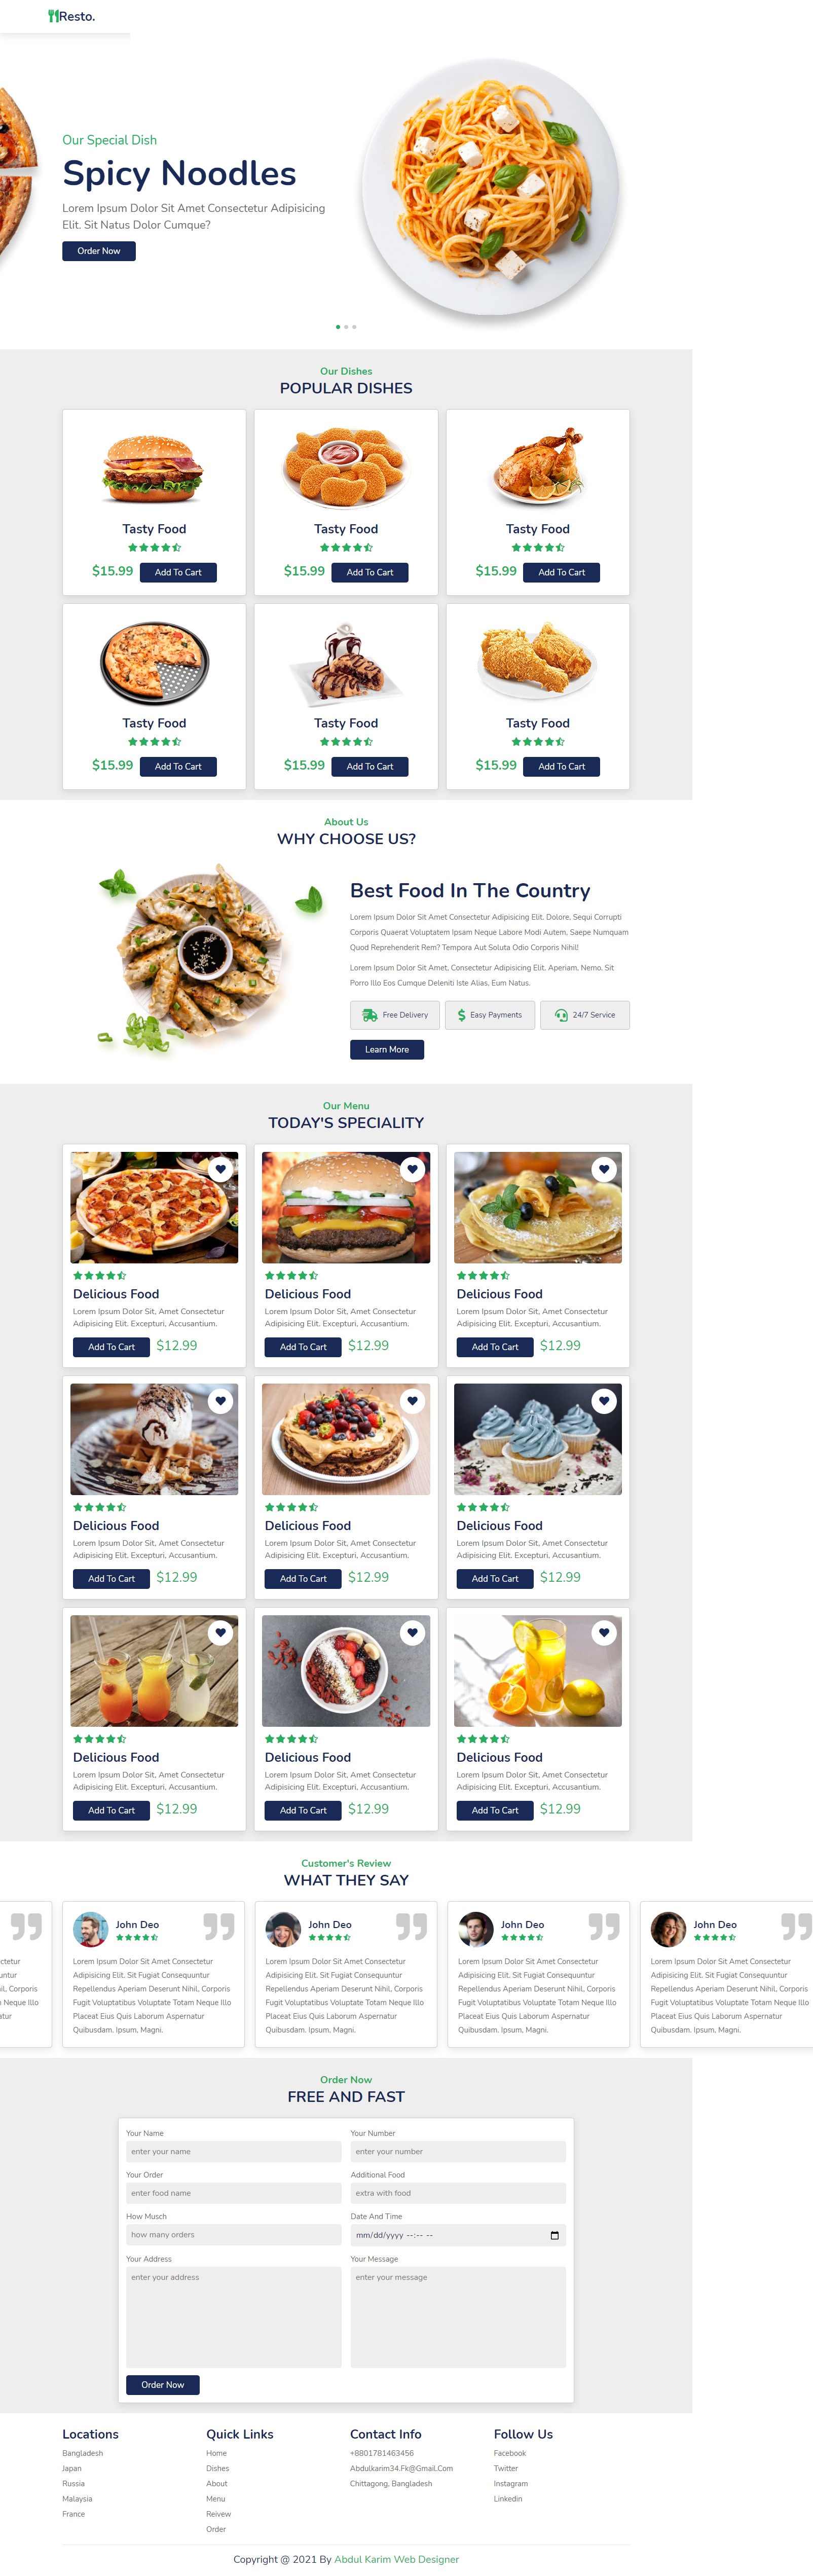 Resto.
Our Special Dish
Spicy Noodles
Lorem Ipsum Dolor Sit Amet Consectetur Adipisicing
Elit. Sit Natus Dolor Cumque?
Order Now
Our Dishes
POPULAR DISHES
Tasty Food
$15.99 Add To Cart
Tasty Food
$15.99 Add To Cart
Tasty Food
$15.99 Add To Cart
Tasty Food
$15.99 Add To Cart
Tasty Food
$15.99 Add To Cart
Tasty Food
$15.99 Add To Cart
About Us
WHY CHOOSE US?
Best Food In The Country
Lorem Ipsum Dolor Sit Amet Consectetur Adipisicing Elit. Dolore, Sequi Corrupti
Corporis Quaerat Voluptatem Ipsam Neque Labore Modi Autem, Saepe Numquam
Quod Reprehenderit Rem? Tempora Aut Soluta Odio Corporis Nihil!
Lorem Ipsum Dolor Sit Amet, Consectetur Adipisicing Elit. Aperiam, Nemo. Sit
Porro Illo Eos Cumque Deleniti Iste Alias, Eum Natus.
Free Delivery
Easy Payments
24/7 Service
Learn More
Our Menu
TODAY'S SPECIALITY
Delicious Food
Lorem Ipsum Dolor Sit, Amet Consectetur
Adipisicing Elit. Excepturi, Accusantium.
Add To Cart $12.99
Delicious Food
Lorem Ipsum Dolor Sit, Amet Consectetur
Adipisicing Elit. Excepturi, Accusantium.
Add To Cart $12.99
Delicious Food
Lorem Ipsum Dolor Sit, Amet Consectetur
Adipisicing Elit. Excepturi, Accusantium.
Add To Cart $12.99
Delicious Food
Lorem Ipsum Dolor Sit, Amet Consectetur
Adipisicing Elit. Excepturi, Accusantium.
Add To Cart $12.99
Delicious Food
Lorem Ipsum Dolor Sit, Amet Consectetur
Adipisicing Elit. Excepturi, Accusantium.
Add To Cart $12.99
Delicious Food
Lorem Ipsum Dolor Sit, Amet Consectetur
Adipisicing Elit. Excepturi, Accusantium.
Add To Cart $12.99
Delicious Food
Lorem Ipsum Dolor Sit, Amet Consectetur
Adipisicing Elit. Excepturi, Accusantium.
Add To Cart $12.99
Delicious Food
Lorem Ipsum Dolor Sit, Amet Consectetur
Adipisicing Elit. Excepturi, Accusantium.
Add To Cart $12.99
Delicious Food
Lorem Ipsum Dolor Sit, Amet Consectetur
Adipisicing Elit. Excepturi, Accusantium.
Add To Cart $12.99
Customer's Review
WHAT THEY SAY
Corporis
Neque Illo
John Deo
Lorem Ipsum Dolor Sit Amet Consectetur
Adipisicing Elit. Sit Fugiat Consequuntur
Repellendus Aperiam Deserunt Nihil, Corporis
Fugit Voluptatibus Voluptate Totam Neque Illo
Placeat Eius Quis Laborum Aspernatur
Quibusdam. Ipsum, Magni.
John Deo
Lorem Ipsum Dolor Sit Amet Consectetur
Adipisicing Elit. Sit Fugiat Consequuntur
Repellendus Aperiam Deserunt Nihil, Corporis
Fugit Voluptatibus Voluptate Totam Neque Illo
Placeat Eius Quis Laborum Aspernatur
Quibusdam. Ipsum, Magni.
John Deo
Lorem Ipsum Dolor Sit Amet Consectetur
Adipisicing Elit. Sit Fugiat Consequuntur
Repellendus Aperiam Deserunt Nihil, Corporis
Fugit Voluptatibus Voluptate Totam Neque Illo
Placeat Eius Quis Laborum Aspernatur
Quibusdam. Ipsum, Magni.
John Deo
Lorem Ipsum Dolor Sit Amet Consectetur
Adipisicing Elit. Sit Fugiat Consequuntur
Repellendus Aperiam Deserunt Nihil, Corporis
Fugit Voluptatibus Voluptate Totam Neque Illo
Placeat Eius Quis Laborum Aspernatur
Quibusdam. Ipsum, Magni.
Order Now
FREE AND FAST
Your Name
enter your name
Your Number
enter your number
Your Order
enter food name
Additional Food
extra with food
How Musch
how many orders
Date And Time
mm/dd/yyyy --:-- --
Your Address
enter your address
Your Message
enter your message
Order Now
Locations
Bangladesh
Japan
Russia
Malaysia
France
Quick Links
Home
Dishes
About
Menu
Reivew
Order
Contact Info
+8801781463456
Abdulkarim34.Fk@Gmail.Com
Chittagong, Bangladesh
Follow Us
Facebook
Twitter
Instagram
Linkedin
Copyright @ 2021 By Abdul Karim Web Designer